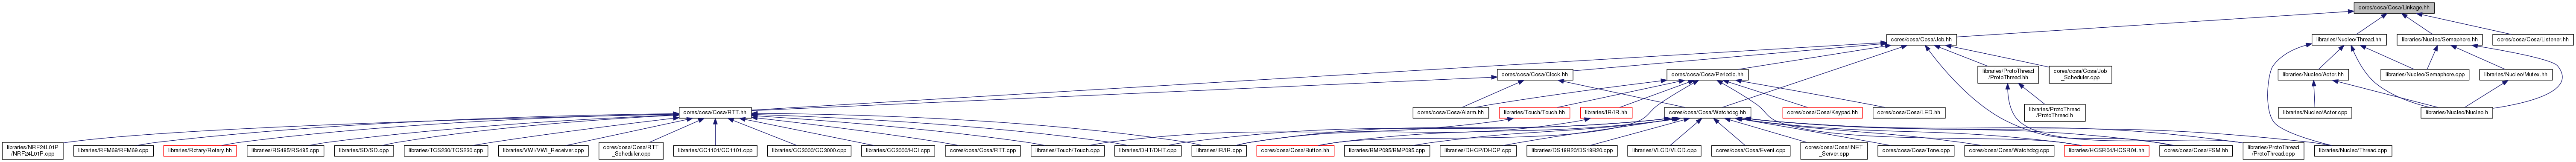 cores/cosa/Cosa/Linkage.hh
cores/cosa/Cosa/Job.hh
libraries/Nucleo/Thread.hh
libraries/Nucleo/Semaphore.hh
cores/cosa/Cosa/Listener.hh
cores/cosa/Cosa/Clock.hh
cores/cosa/Cosa/Periodic.hh
libraries/ProtoThread
/ProtoThread.hh
cores/cosa/Cosa/Job
_Scheduler.cpp
libraries/Nucleo/Actor.hh
libraries/Nucleo/Semaphore.cpp
libraries/Nucleo/Mutex.hh
cores/cosa/Cosa/RTT.hh
cores/cosa/Cosa/Alarm.hh
libraries/Touch/Touch.hh
libraries/IR/IR.hh
cores/cosa/Cosa/Watchdog.hh
cores/cosa/Cosa/Keypad.hh
cores/cosa/Cosa/LED.hh
libraries/ProtoThread
/ProtoThread.h
libraries/Nucleo/Actor.cpp
libraries/Nucleo/Nucleo.h
libraries/NRF24L01P
/NRF24L01P.cpp
libraries/RFM69/RFM69.cpp
libraries/Rotary/Rotary.hh
libraries/RS485/RS485.cpp
libraries/SD/SD.cpp
libraries/TCS230/TCS230.cpp
libraries/VWI/VWI_Receiver.cpp
cores/cosa/Cosa/RTT
_Scheduler.cpp
libraries/CC1101/CC1101.cpp
libraries/CC3000/CC3000.cpp
libraries/CC3000/HCI.cpp
cores/cosa/Cosa/RTT.cpp
libraries/Touch/Touch.cpp
libraries/DHT/DHT.cpp
libraries/IR/IR.cpp
cores/cosa/Cosa/Button.hh
libraries/BMP085/BMP085.cpp
libraries/DHCP/DHCP.cpp
libraries/DS18B20/DS18B20.cpp
libraries/VLCD/VLCD.cpp
cores/cosa/Cosa/Event.cpp
cores/cosa/Cosa/INET
_Server.cpp
cores/cosa/Cosa/Tone.cpp
cores/cosa/Cosa/Watchdog.cpp
libraries/HCSR04/HCSR04.hh
cores/cosa/Cosa/FSM.hh
libraries/ProtoThread
/ProtoThread.cpp
libraries/Nucleo/Thread.cpp